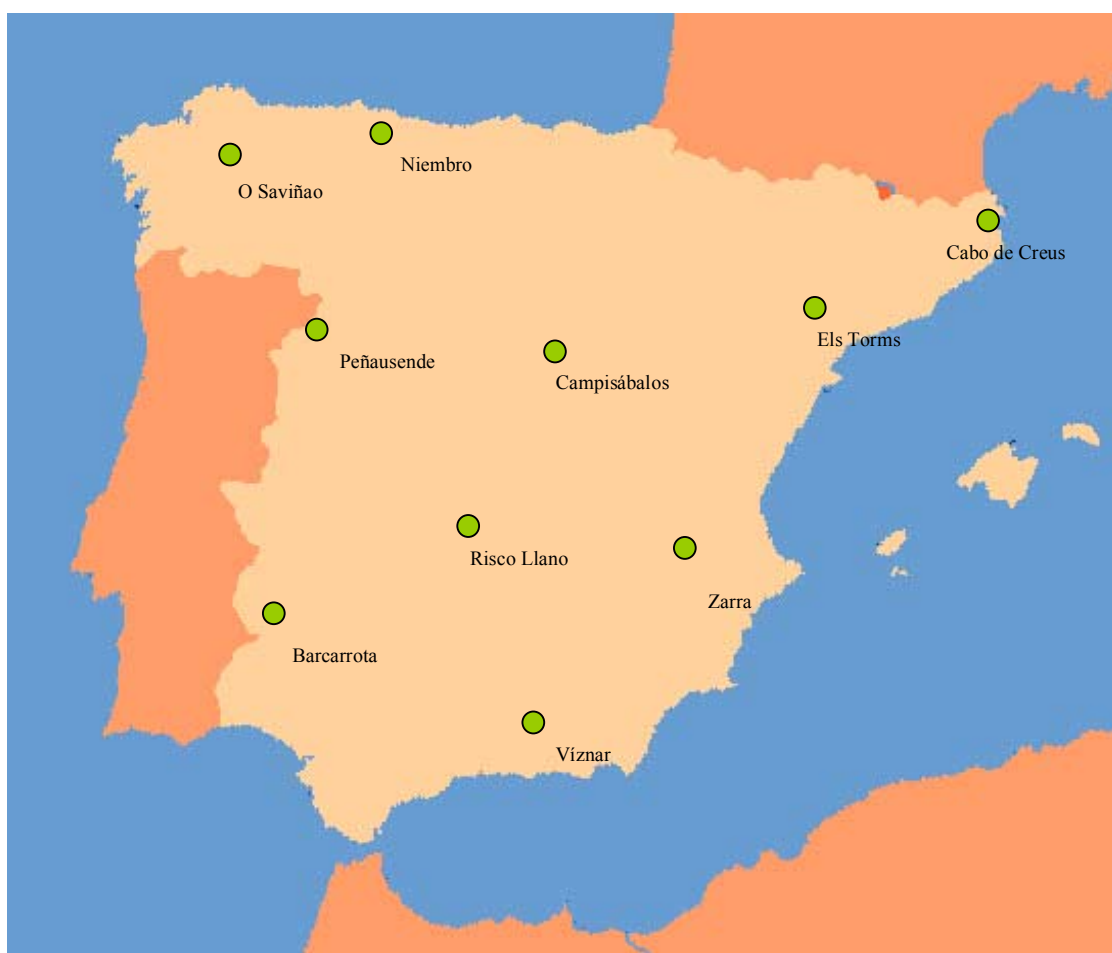 Niembro
O Saviñao
Cabo de Creus
Els Torms
Peñausende
Campisábalos
Risco Llano
Zarra
Barcarrota
Víznar